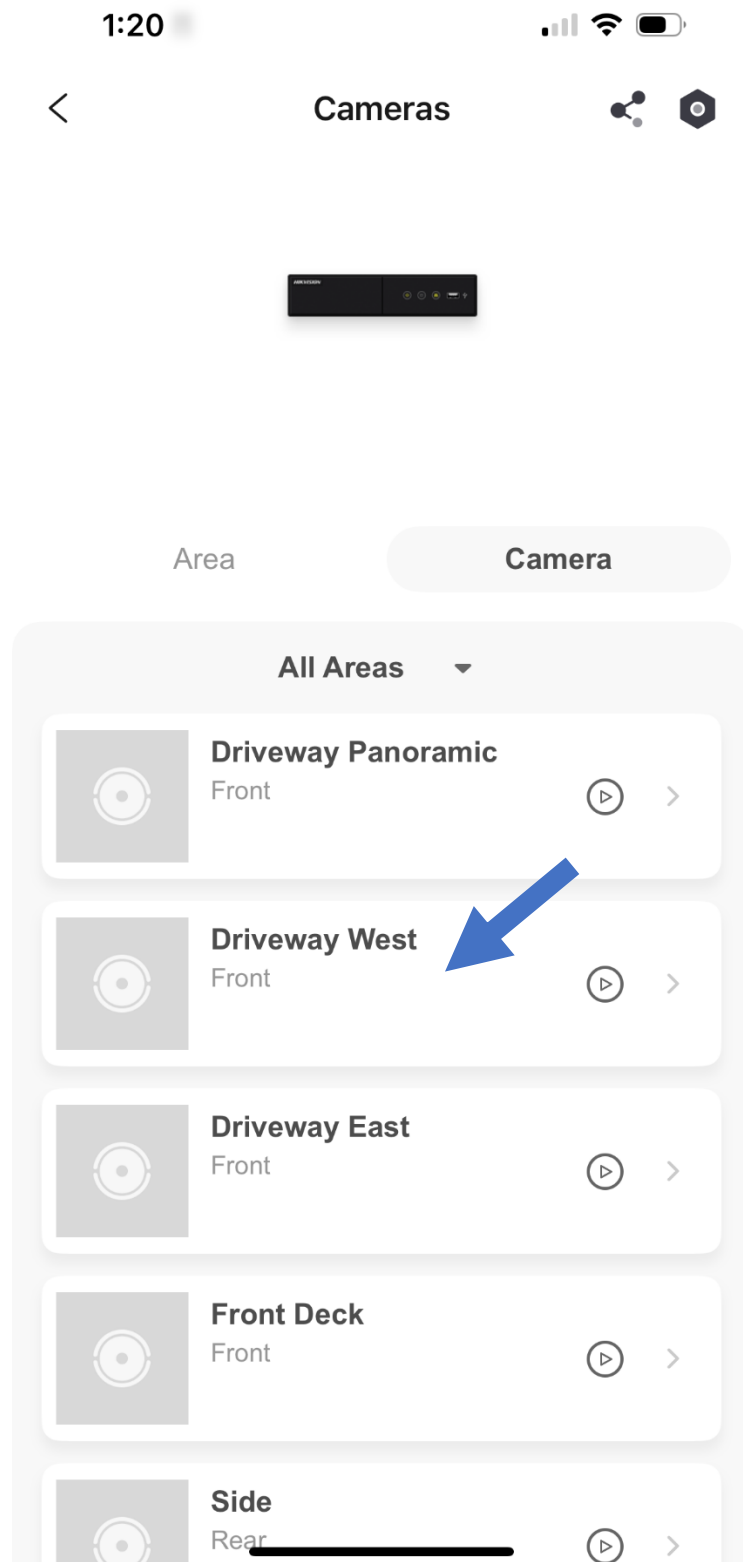 1:20
Cameras
HIKVISION
Area
Camera
All Areas
Driveway Panoramic
Front
Driveway West
Front
Driveway East
Front
Front Deck
Front
Side
Rear